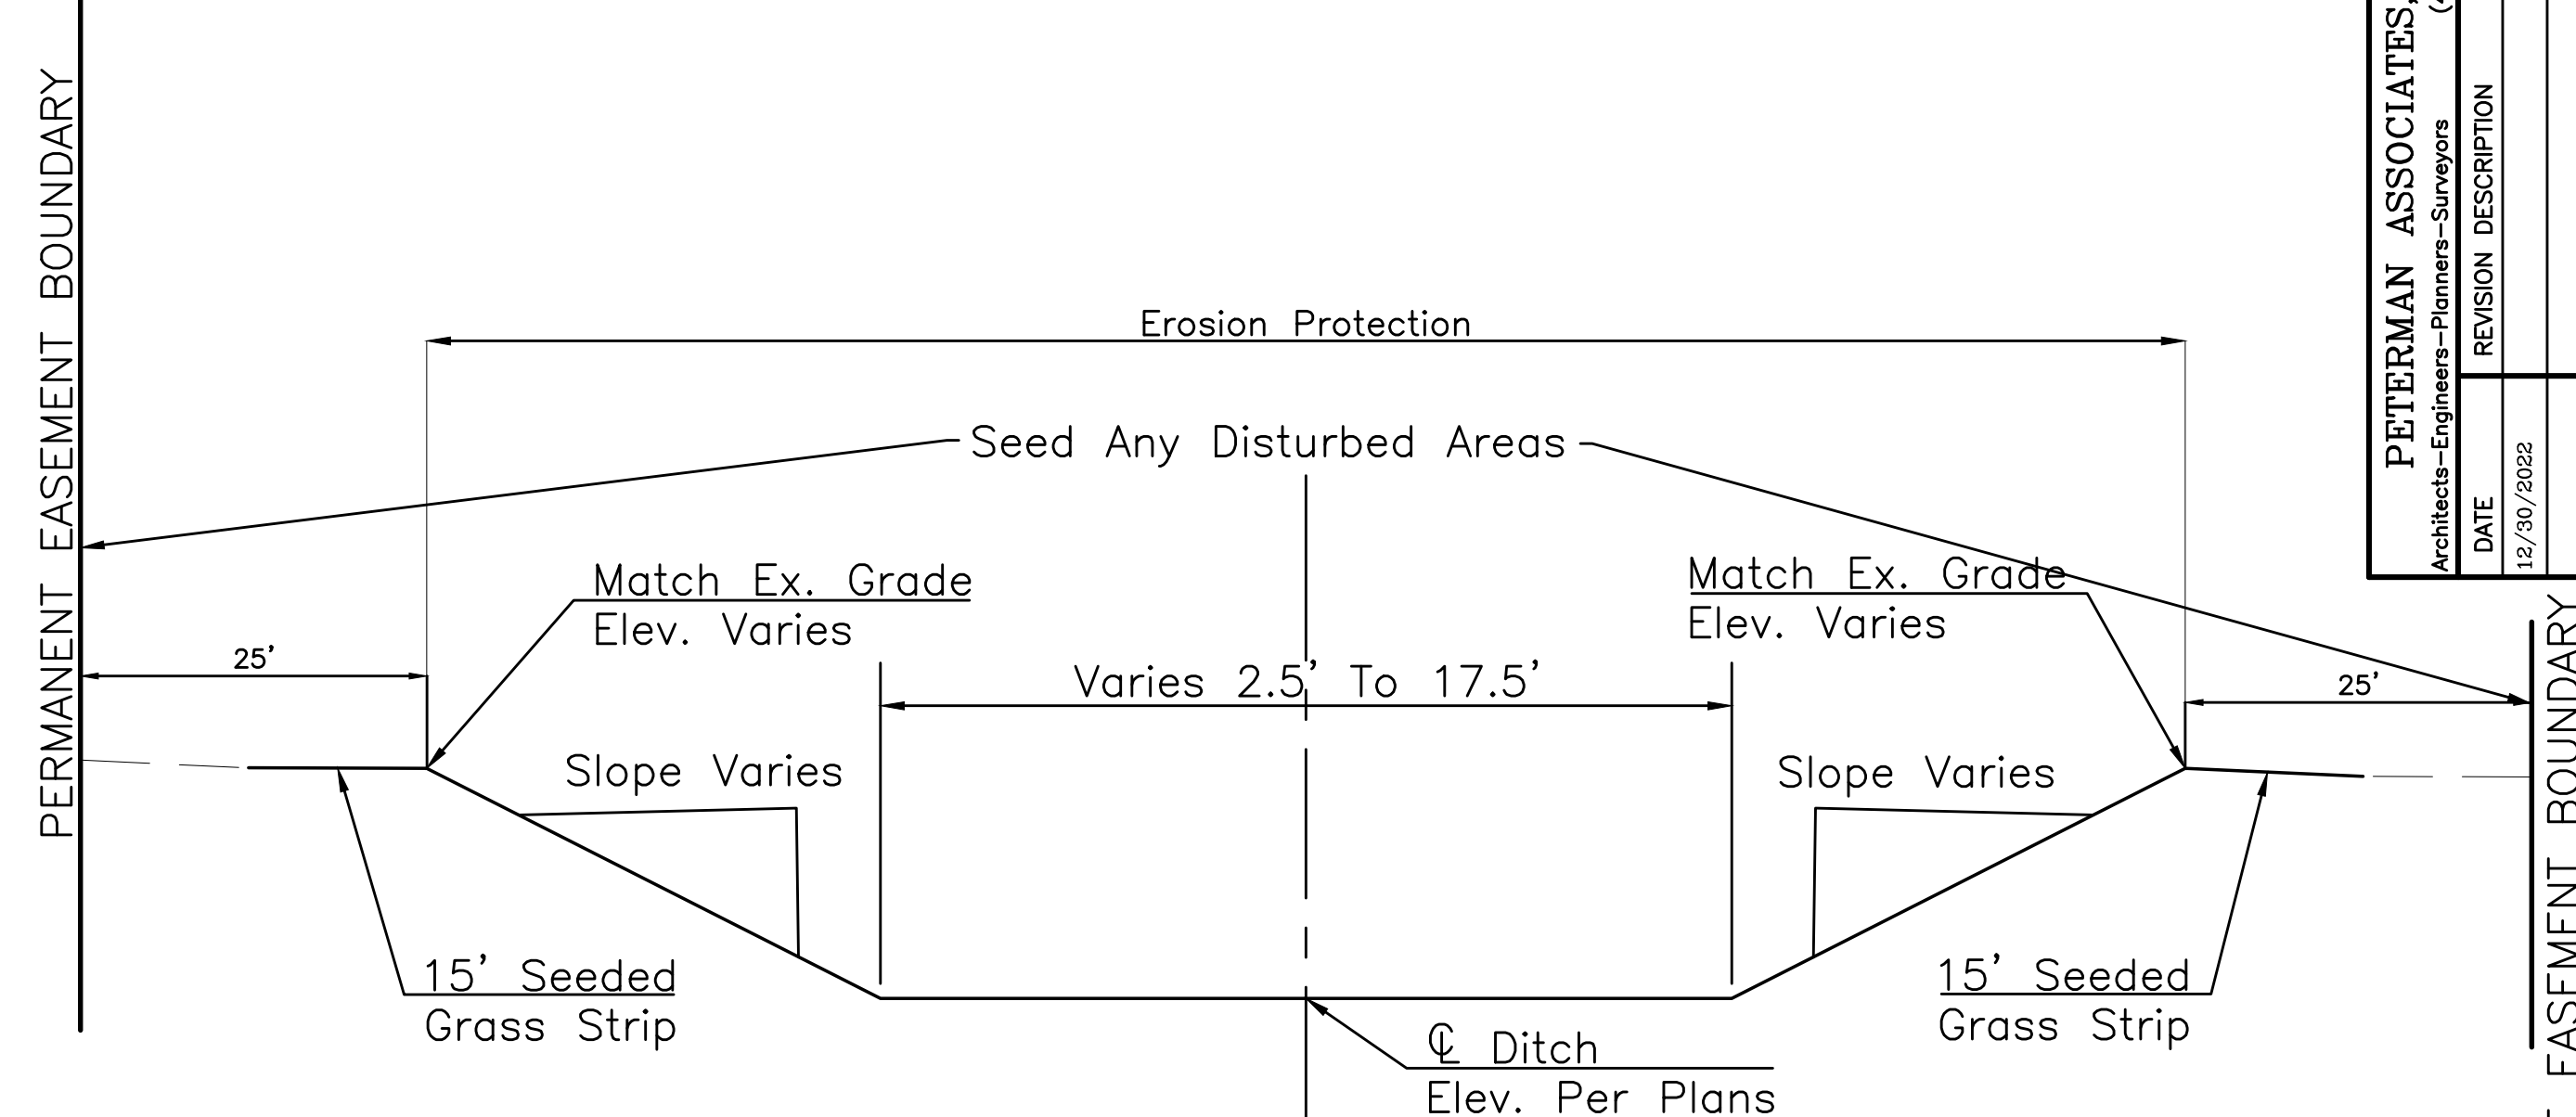 PERMANENT EASEMENT BOUNDARY
Erosion Protection
Seed Any Disturbed Areas
Match Ex. Grade
Elev. Varies
Match Ex. Grade
Elev. Varies
25'
Varies 2.5' To 17.5'
25'
Slope Varies
Slope Varies
15' Seeded
Grass Strip
15' Seeded
Grass Strip
℄ Ditch
Elev. Per Plans
EASEMENT BOUNDARY
PETERMAN ASSOCIATES,
Architects-Engineers-Planners-Surveyors
DATE REVISION DESCRIPTION
12/30/2022